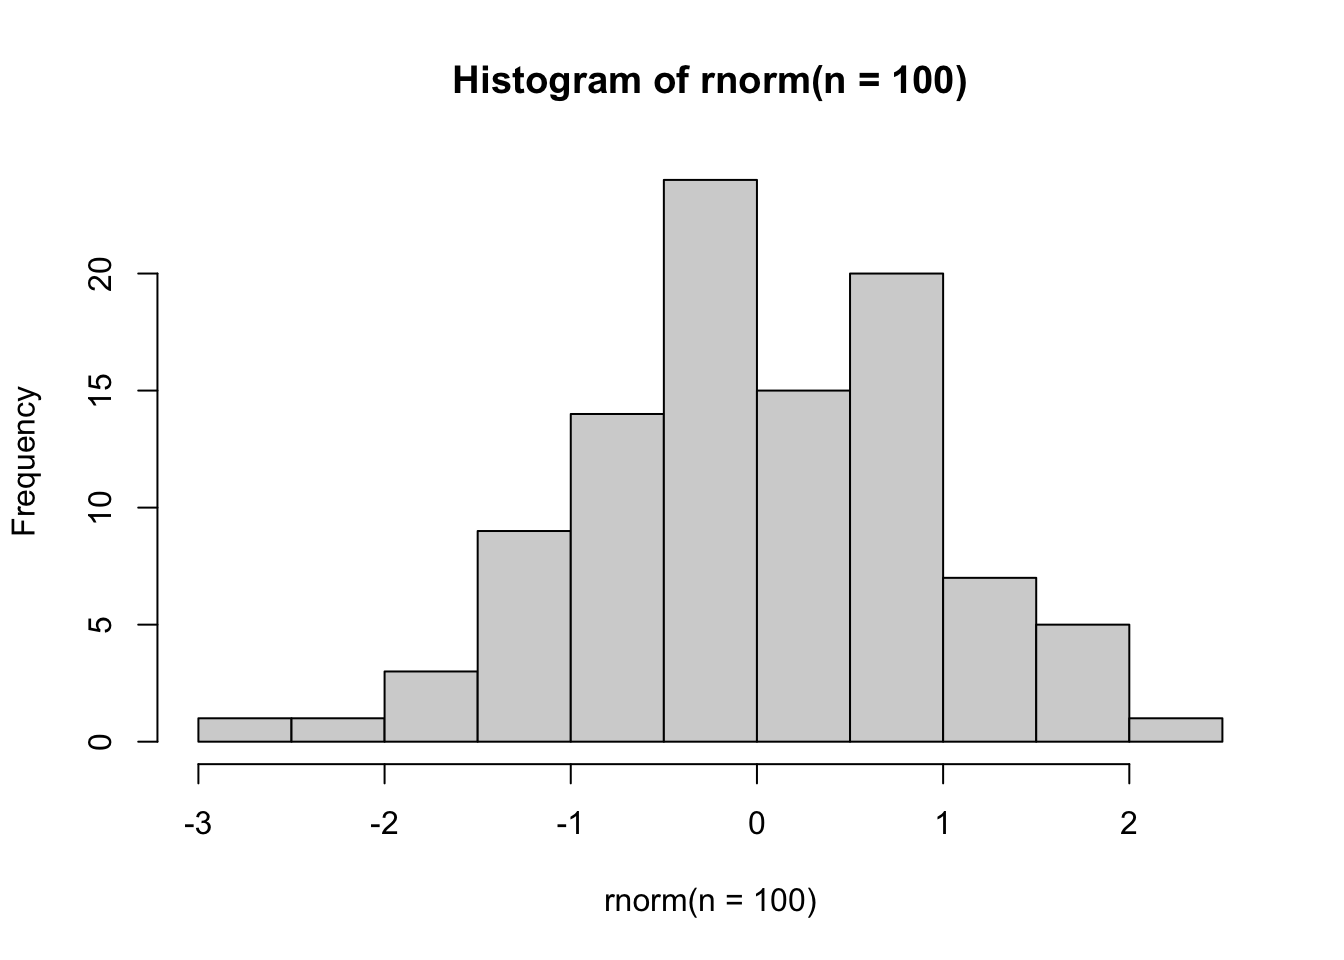 Histogram of rnorm(n = 100)
Frequency
20
15
10
5
0
-3 -2 -1 0 1 2
rnorm(n = 100)